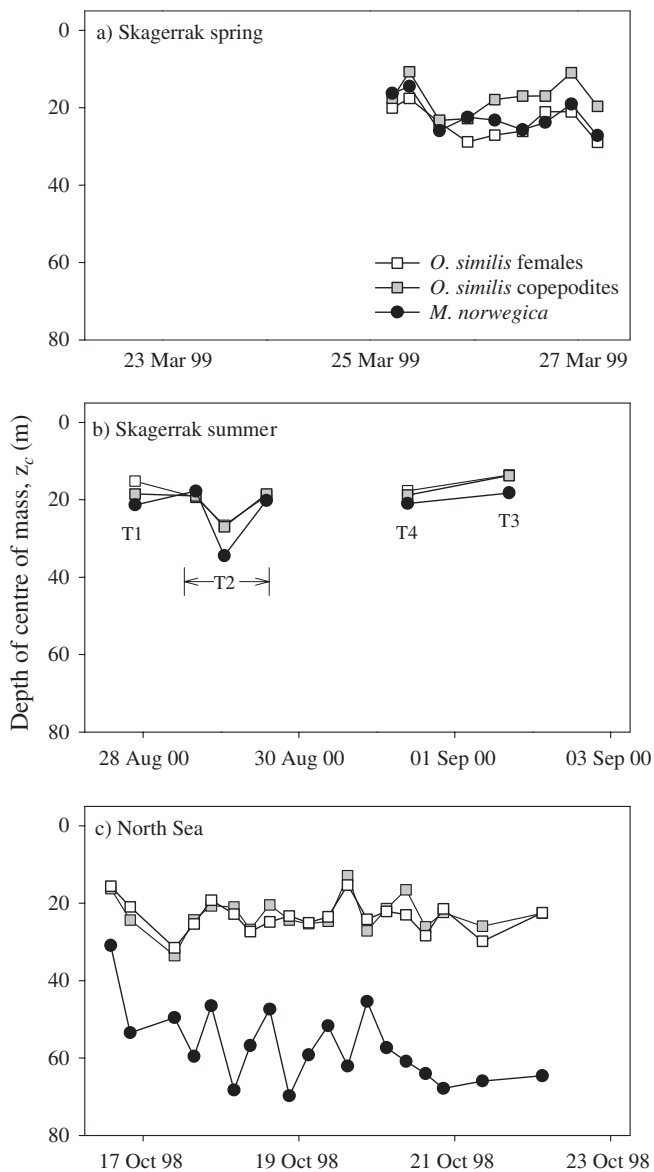 Depth of centre of mass, z_c (m)
a) Skagerrak spring
0
20
40
60
80
O. similis females
O. similis copepodites
M. norwegica
23 Mar 99
25 Mar 99
27 Mar 99
b) Skagerrak summer
0
20
40
60
80
T1
T2
T4
T3
28 Aug 00
30 Aug 00
01 Sep 00
03 Sep 00
c) North Sea
0
20
40
60
80
17 Oct 98
19 Oct 98
21 Oct 98
23 Oct 98